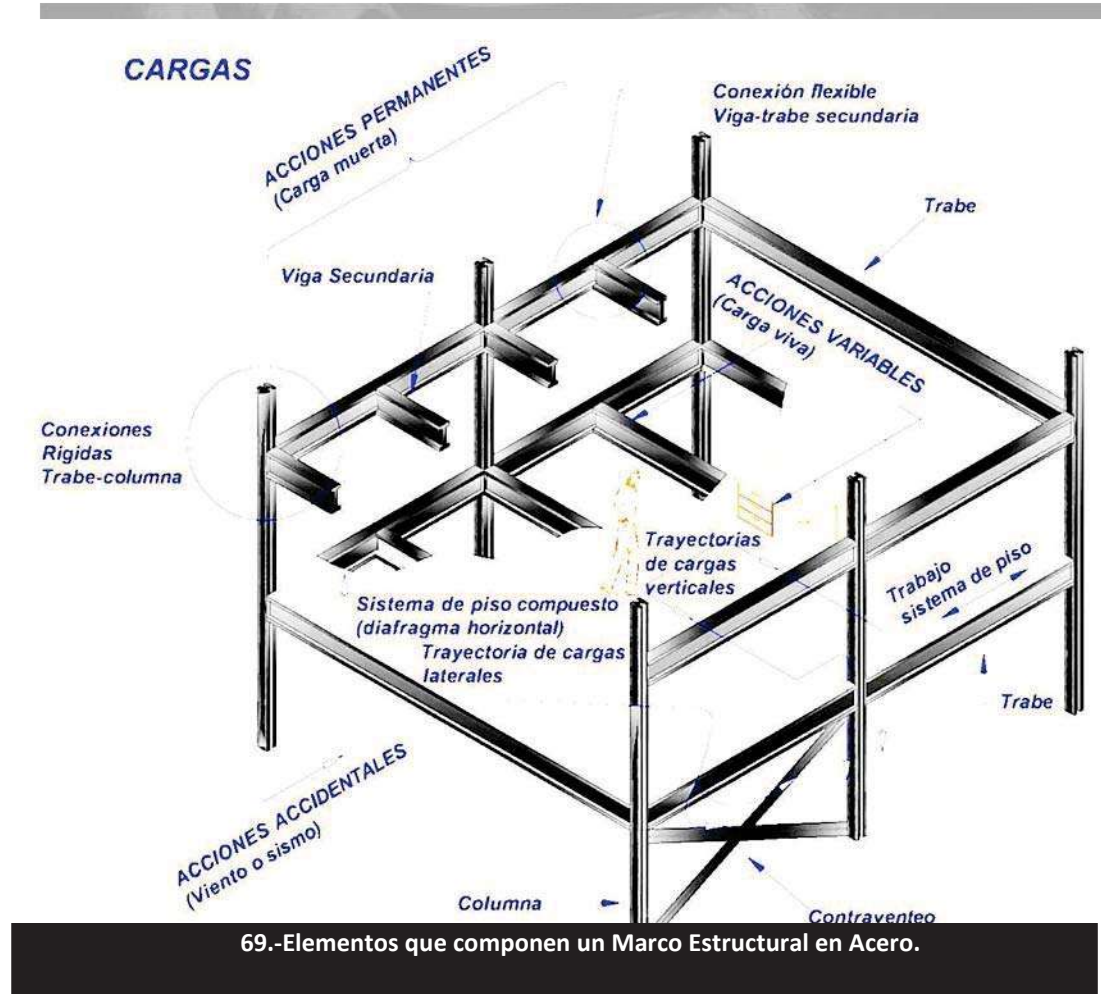 CARGAS
ACCIONES PERMANENTES
(Carga muerta)
Conexión flexible
Viga-trabe secundaria
Trabe
Viga Secundaria
ACCIONES VARIABLES
(Carga viva)
Conexiones
Rigidas
Trabe-columna
Trayectorias
de cargas
verticales
Trabajo
sistema de piso
Sistema de piso compuesto
(diafragma horizontal)
Trayectoria de cargas
laterales
Trabe
ACCIONES ACCIDENTALES
(Viento o sismo)
Columna
Contraventeo
69.-Elementos que componen un Marco Estructural en Acero.